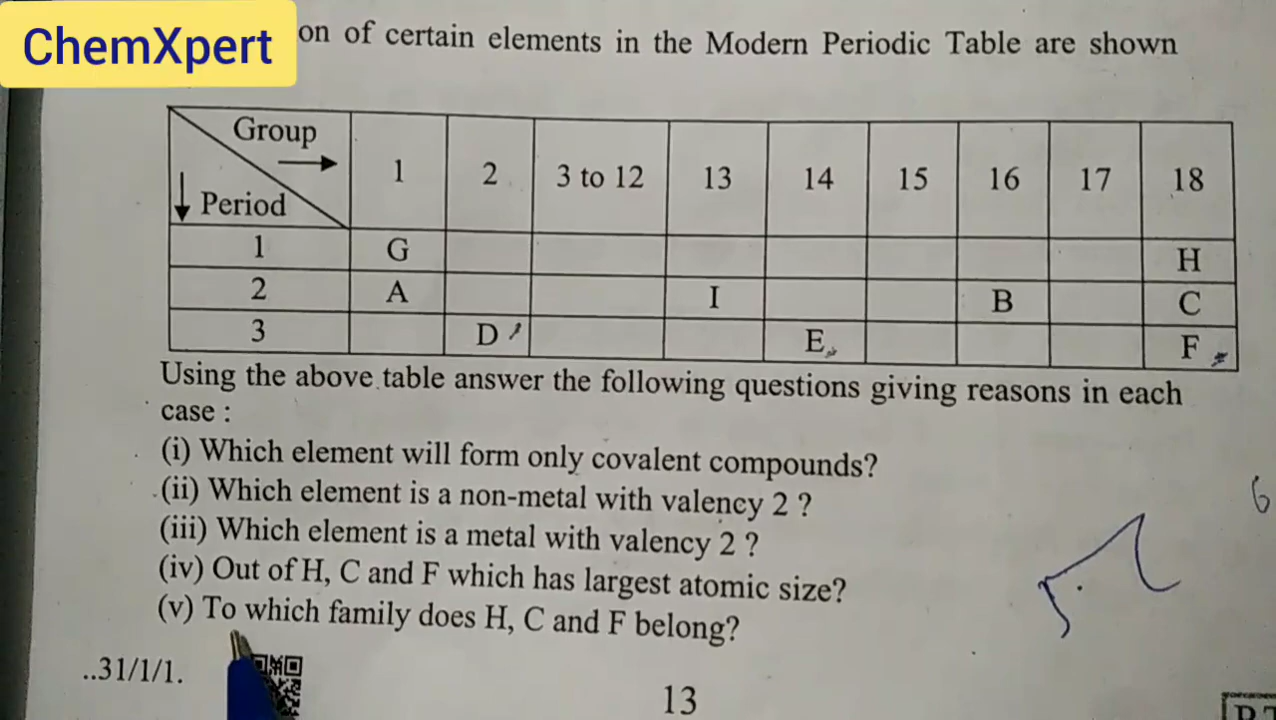 ChemXpert
on of certain elements in the Modern Periodic Table are shown
Group
Period
1 2 3 to 12 13 14 15 16 17 18
1 G H
2 A I B C
3 D E F
Using the above table answer the following questions giving reasons in each
case :
(i) Which element will form only covalent compounds?
(ii) Which element is a non-metal with valency 2 ?
(iii) Which element is a metal with valency 2 ?
(iv) Out of H, C and F which has largest atomic size?
(v) To which family does H, C and F belong?
..31/1/1.
13